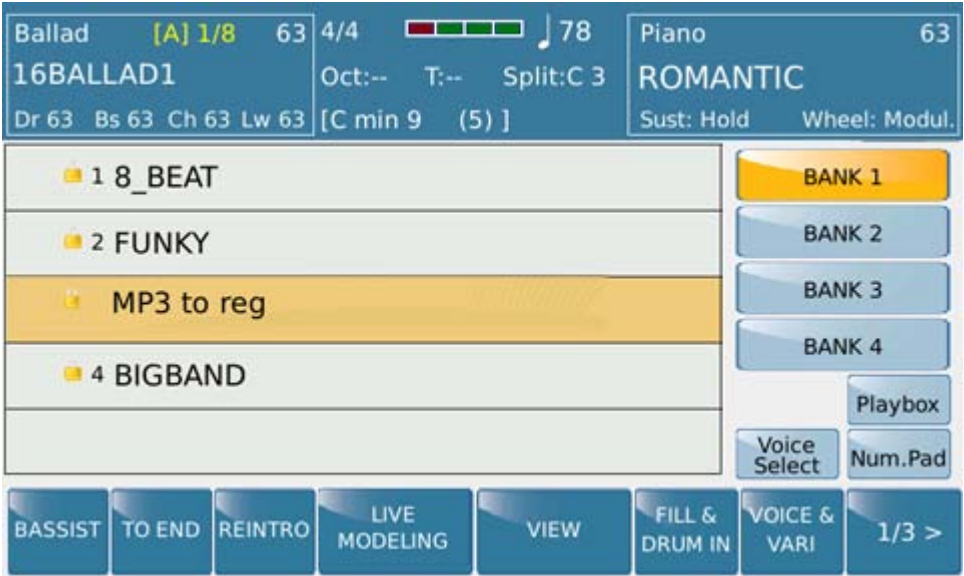 Ballad [A] 1/8 63
16BALLAD1
Dr 63 Bs 63 Ch 63 Lw 63
4/4 78
Oct:-- T:-- Split:C 3
[C min 9 (5) ]
Piano 63
ROMANTIC
Sust: Hold Wheel: Modul.
1 8_BEAT
2 FUNKY
MP3 to reg
4 BIGBAND
BANK 1
BANK 2
BANK 3
BANK 4
Playbox
Voice
Select
Num.Pad
BASSIST
TO END
REINTRO
LIVE
MODELING
VIEW
FILL &
DRUM IN
VOICE &
VARI
1/3 >